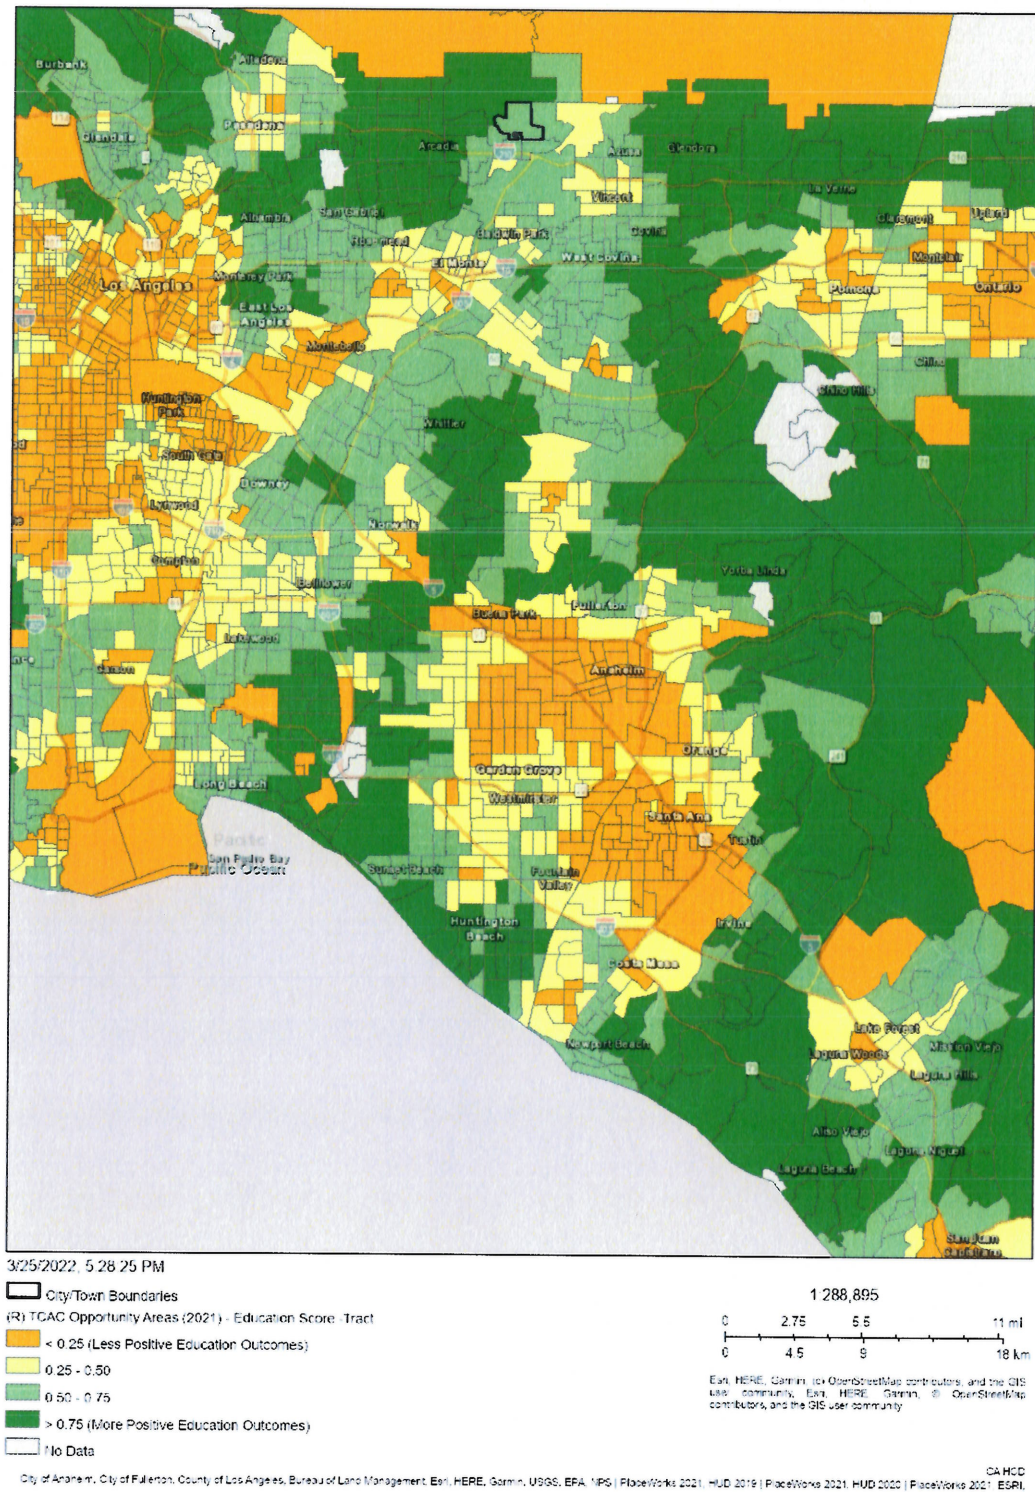 Burbank
Altadena
Glendale
Pasadena
Arcadia
Azusa
Glendora
Vincent
La Verne
Claremont
Upland
Alhambra
San Gabriel
Rosemead
Baldwin Park
Covina
Montclair
El Monte
West Covina
Los Angeles
Monterey Park
Pomona
Ontario
East Los
Angeles
Montebello
Chino
Huntington
Park
Chino Hills
Whittier
South Gate
Downey
Lynwood
Norwalk
Compton
Bellflower
Yorba Linda
Buena Park
Fullerton
Lakewood
Carson
Anaheim
Orange
Garden Grove
Long Beach
Westminster
Santa Ana
Tustin
Pacific
San Pedro Bay
Pacific Ocean
Sunset Beach
Fountain
Valley
Huntington
Beach
Irvine
Costa Mesa
Newport Beach
Lake Forest
Laguna Woods
Mission Viejo
Laguna Hills
Aliso Viejo
Laguna Niguel
Laguna Beach
San Juan
Capistrano
3/25/2022, 5:28:25 PM
City/Town Boundaries
(R) TCAC Opportunity Areas (2021) - Education Score - Tract
< 0.25 (Less Positive Education Outcomes)
0.25 - 0.50
0.50 - 0.75
> 0.75 (More Positive Education Outcomes)
No Data
1:288,895
0 2.75 5.5 11 mi
0 4.5 9 18 km
Esri, HERE, Garmin, (c) OpenStreetMap contributors, and the GIS
user community, Esri, HERE, Garmin, © OpenStreetMap
contributors, and the GIS user community
CA HCD
City of Anaheim, City of Fullerton, County of Los Angeles, Bureau of Land Management, Esri, HERE, Garmin, USGS, EPA, NPS | PlaceWorks 2021, HUD 2019 | PlaceWorks 2021, HUD 2020 | PlaceWorks 2021, ESRI,